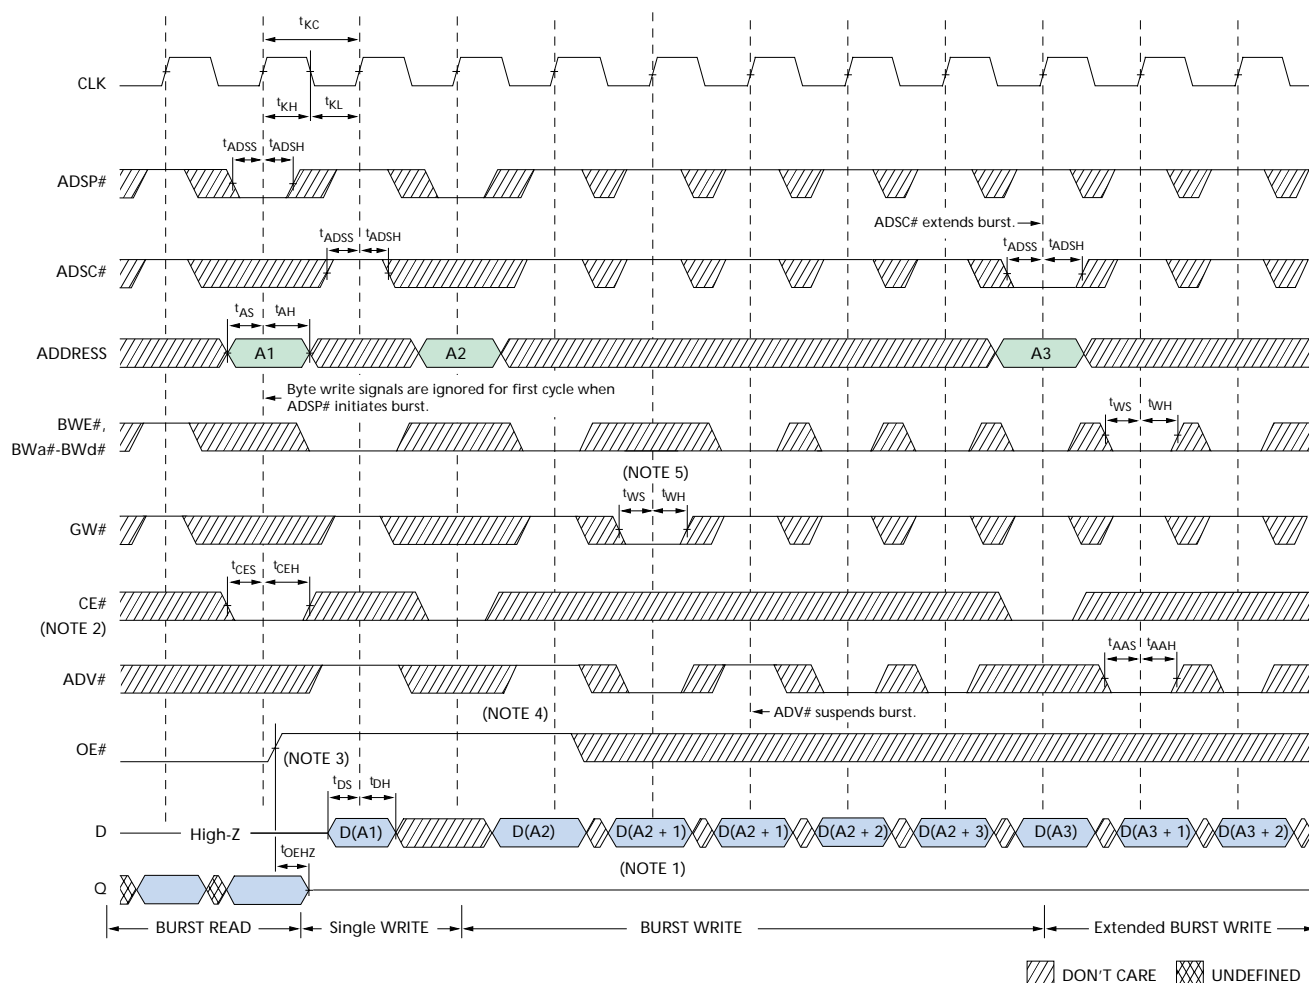 tKC
CLK
tKH
tKL
tADSS
tADSH
ADSP#
ADSC# extends burst.
tADSS
tADSH
tADSS
tADSH
ADSC#
tAS
tAH
ADDRESS
A1
A2
A3
Byte write signals are ignored for first cycle when
ADSP# initiates burst.
BWE#,
BWa#-BWd#
tWS
tWH
(NOTE 5)
tWS
tWH
GW#
tCES
tCEH
CE#
(NOTE 2)
tAAS
tAAH
ADV#
(NOTE 4)
ADV# suspends burst.
OE#
(NOTE 3)
tDS
tDH
D
High-Z
D(A1)
D(A2)
D(A2 + 1)
D(A2 + 1)
D(A2 + 2)
D(A2 + 3)
D(A3)
D(A3 + 1)
D(A3 + 2)
tOEHZ
(NOTE 1)
Q
BURST READ
Single WRITE
BURST WRITE
Extended BURST WRITE
DON'T CARE
UNDEFINED